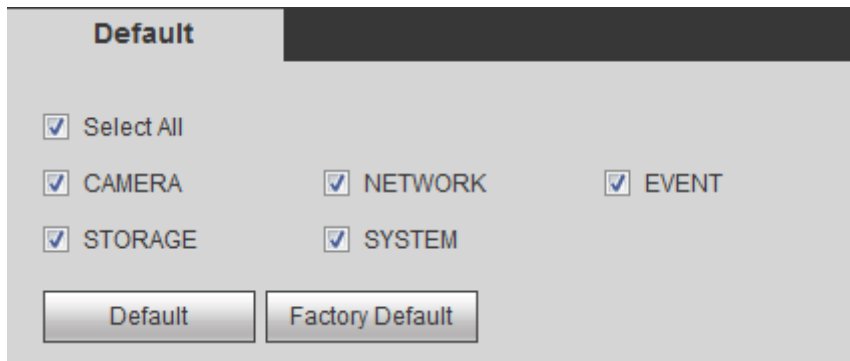 Default
Select All
CAMERA NETWORK EVENT
STORAGE SYSTEM
Default Factory Default